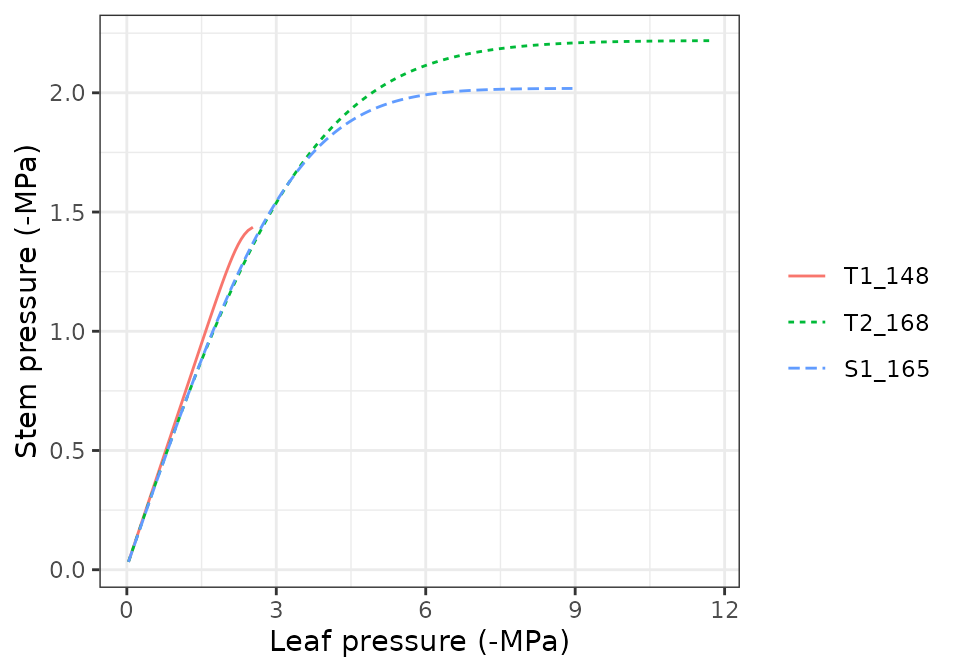 Stem pressure (-MPa)
2.0
1.5
1.0
0.5
0.0
0 3 6 9 12
Leaf pressure (-MPa)
T1_148
T2_168
S1_165